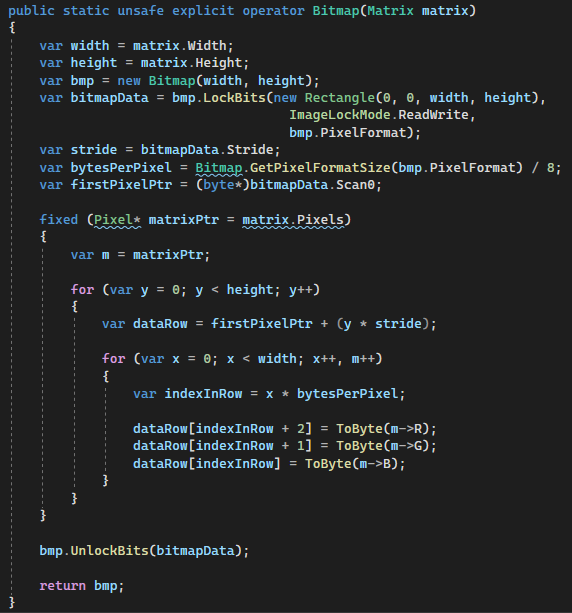 public static unsafe explicit operator Bitmap(Matrix matrix)
{
    var width = matrix.Width;
    var height = matrix.Height;
    var bmp = new Bitmap(width, height);
    var bitmapData = bmp.LockBits(new Rectangle(0, 0, width, height),
                                  ImageLockMode.ReadWrite,
                                  bmp.PixelFormat);
    var stride = bitmapData.Stride;
    var bytesPerPixel = Bitmap.GetPixelFormatSize(bmp.PixelFormat) / 8;
    var firstPixelPtr = (byte*)bitmapData.Scan0;

    fixed (Pixel* matrixPtr = matrix.Pixels)
    {
        var m = matrixPtr;

        for (var y = 0; y < height; y++)
        {
            var dataRow = firstPixelPtr + (y * stride);

            for (var x = 0; x < width; x++, m++)
            {
                var indexInRow = x * bytesPerPixel;

                dataRow[indexInRow + 2] = ToByte(m->R);
                dataRow[indexInRow + 1] = ToByte(m->G);
                dataRow[indexInRow] = ToByte(m->B);
            }
        }
    }

    bmp.UnlockBits(bitmapData);

    return bmp;
}